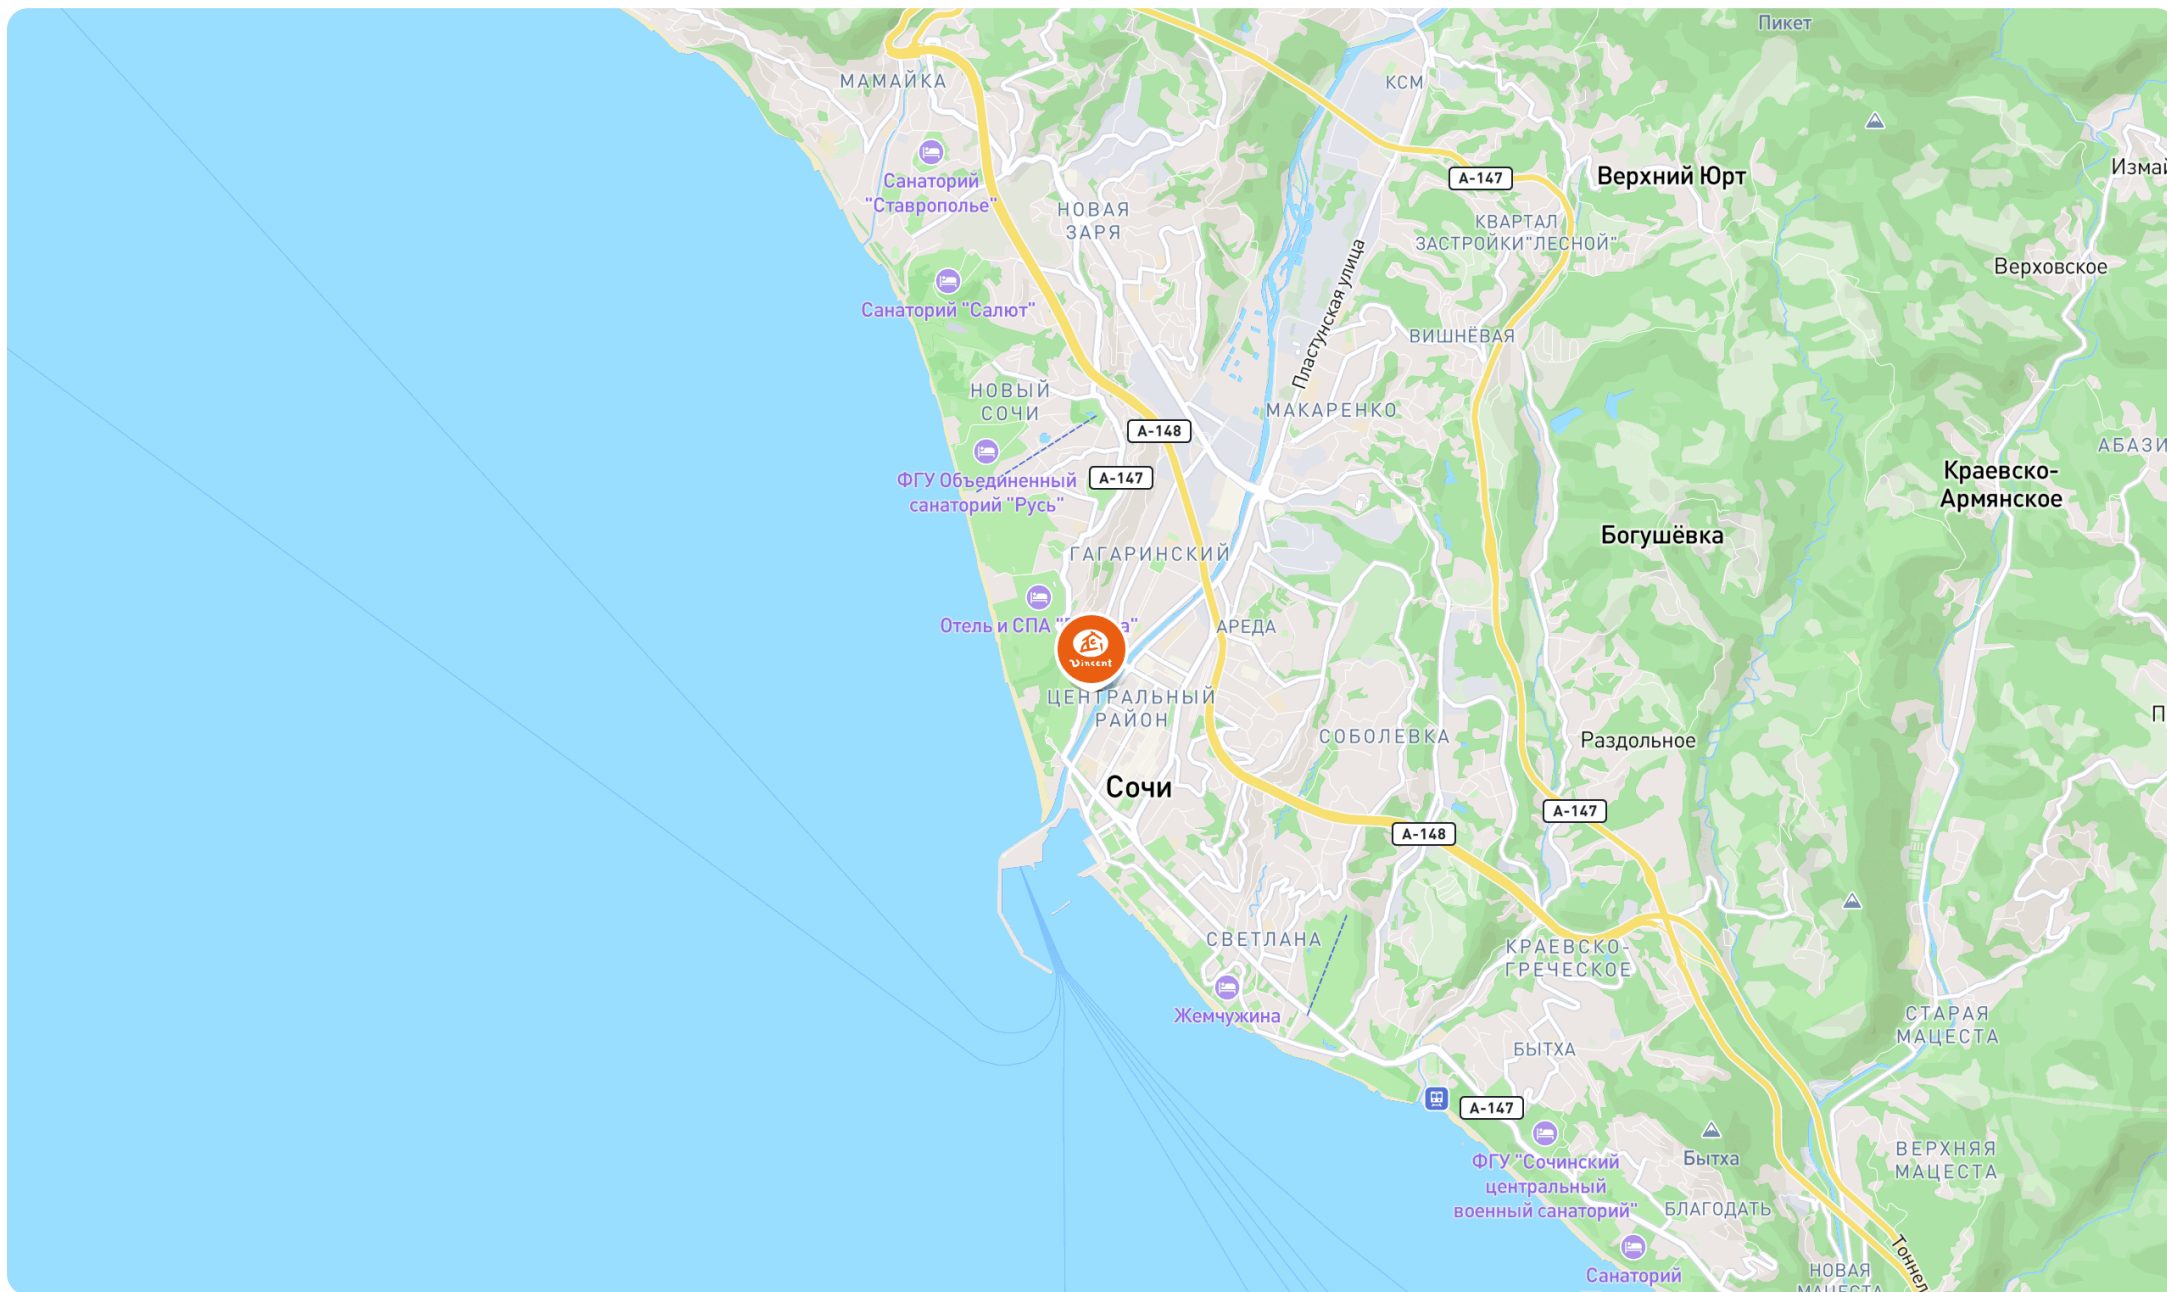 Пикет
МАМАЙКА
КСМ
Санаторий
"Ставрополье"
А-147
Верхний Юрт
Измай
НОВАЯ
ЗАРЯ
КВАРТАЛ
ЗАСТРОЙКИ"ЛЕСНОЙ"
Верховское
Санаторий "Салют"
Пластунская улица
ВИШНЁВАЯ
НОВЫЙ
СОЧИ
МАКАРЕНКО
А-148
АБАЗИ
А-147
ФГУ Объединенный
санаторий "Русь"
Краевско-
Армянское
Богушёвка
ГАГАРИНСКИЙ
Отель и СПА
АРЕДА
Vincent
ЦЕНТРАЛЬНЫЙ
РАЙОН
СОБОЛЕВКА
Раздольное
П
Сочи
А-147
А-148
СВЕТЛАНА
КРАЕВСКО-
ГРЕЧЕСКОЕ
Жемчужина
СТАРАЯ
МАЦЕСТА
БЫТХА
А-147
ФГУ "Сочинский
центральный
военный санаторий"
Бытха
ВЕРХНЯЯ
МАЦЕСТА
БЛАГОДАТЬ
Санаторий
НОВАЯ
МАЦЕСТА
Тоннел